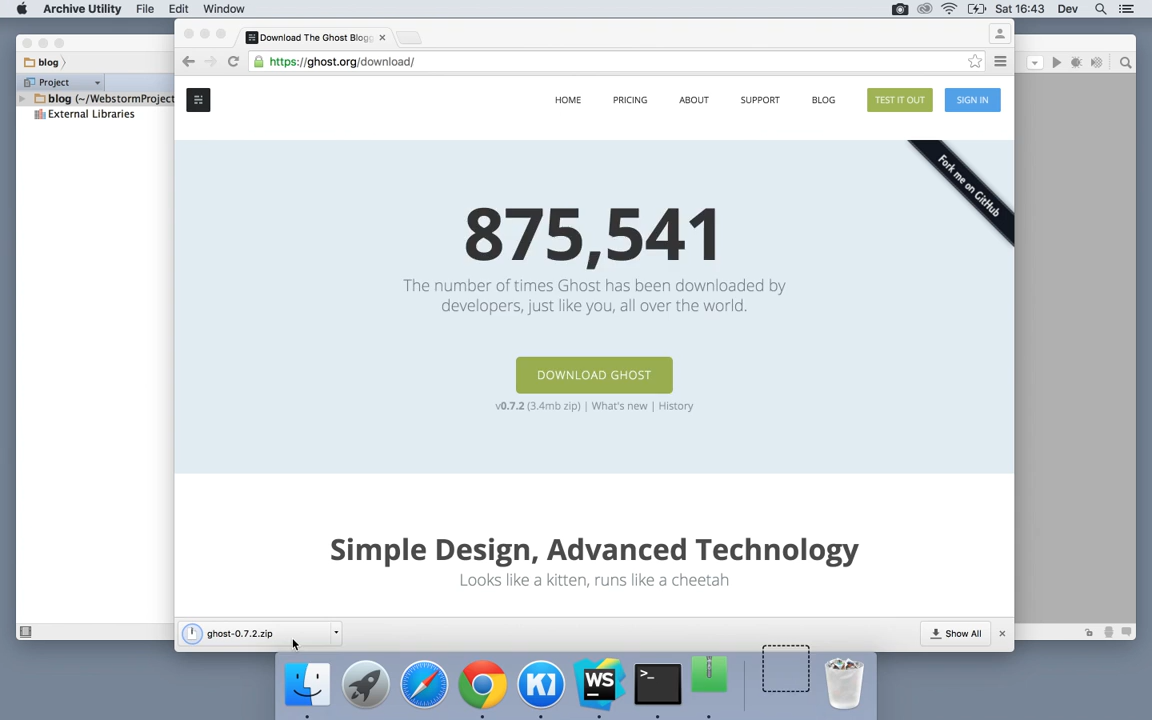 Archive Utility File Edit Window Sat 16:43 Dev
blog
Project
blog (~/WebstormProject
External Libraries
Download The Ghost Blogg
https://ghost.org/download/
HOME PRICING ABOUT SUPPORT BLOG TEST IT OUT SIGN IN
Fork me on GitHub
875,541
The number of times Ghost has been downloaded by
developers, just like you, all over the world.
DOWNLOAD GHOST
v0.7.2 (3.4mb zip) | What's new | History
Simple Design, Advanced Technology
Looks like a kitten, runs like a cheetah
ghost-0.7.2.zip
Show All
WS